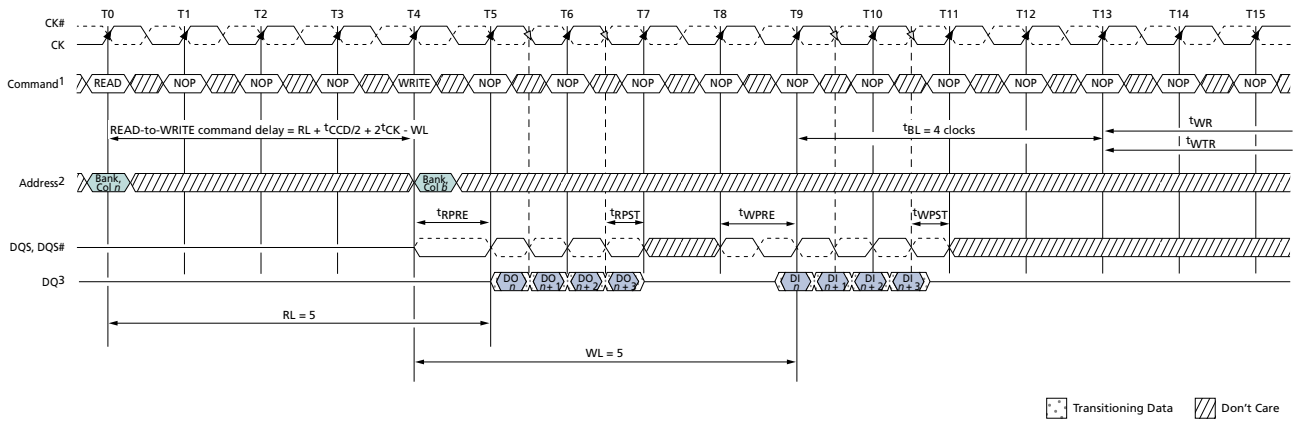 T0 T1 T2 T3 T4 T5 T6 T7 T8 T9 T10 T11 T12 T13 T14 T15
CK#
CK
Command1 READ NOP NOP NOP WRITE NOP NOP NOP NOP NOP NOP NOP NOP NOP NOP NOP
READ-to-WRITE command delay = RL + tCCD/2 + 2tCK - WL tBL = 4 clocks tWR
tWTR
Address2 Bank, Col n Bank, Col b
tRPRE tRPST tWPRE tWPST
DQS, DQS#
DQ3 DO n DO n + 1 DO n + 2 DO n + 3 DI n DI n + 1 DI n + 2 DI n + 3
RL = 5
WL = 5
Transitioning Data Don't Care